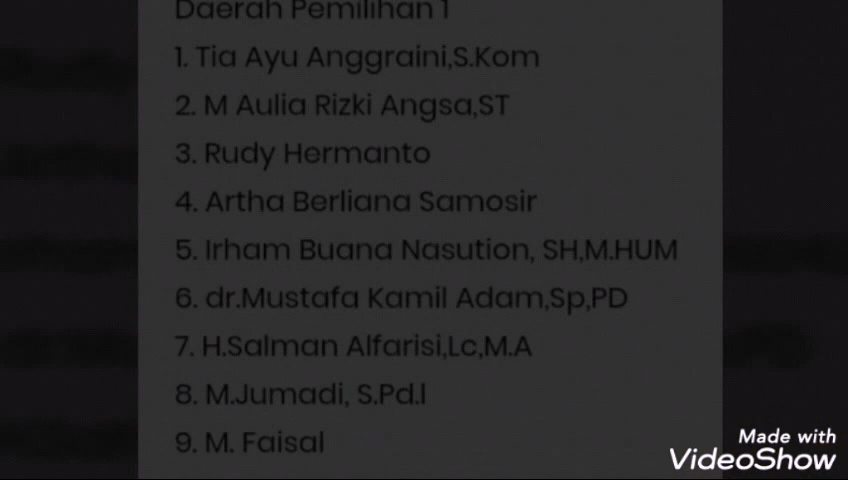 Daerah Pemilihan 1
1. Tia Ayu Anggraini,S.Kom
2. M Aulia Rizki Angsa,ST
3. Rudy Hermanto
4. Artha Berliana Samosir
5. Irham Buana Nasution, SH,M.HUM
6. dr.Mustafa Kamil Adam,Sp,PD
7. H.Salman Alfarisi,Lc,M.A
8. M.Jumadi, S.Pd.I
9. M. Faisal
Made with
VideoShow